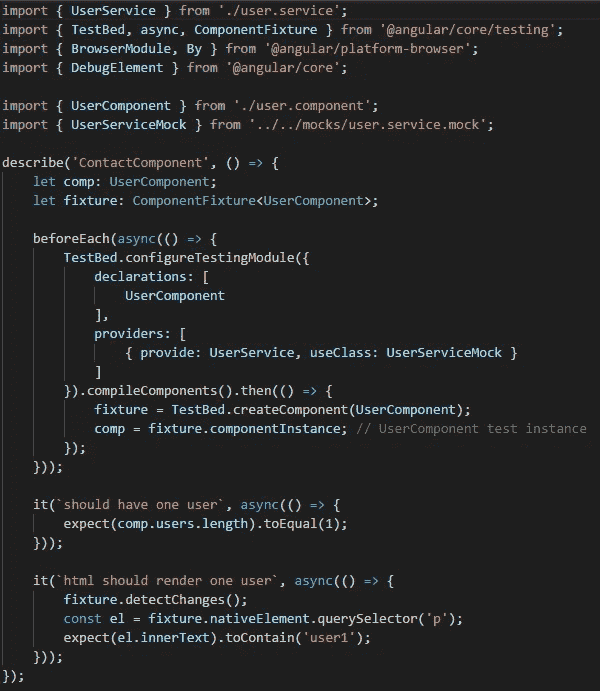 import { UserService } from './user.service';
import { TestBed, async, ComponentFixture } from '@angular/core/testing';
import { BrowserModule, By } from '@angular/platform-browser';
import { DebugElement } from '@angular/core';

import { UserComponent } from './user.component';
import { UserServiceMock } from '../../mocks/user.service.mock';

describe('ContactComponent', () => {
    let comp: UserComponent;
    let fixture: ComponentFixture<UserComponent>;

    beforeEach(async(() => {
        TestBed.configureTestingModule({
            declarations: [
                UserComponent
            ],
            providers: [
                { provide: UserService, useClass: UserServiceMock }
            ]
        }).compileComponents().then(() => {
            fixture = TestBed.createComponent(UserComponent);
            comp = fixture.componentInstance; // UserComponent test instance
        });
    }));

    it(`should have one user`, async(() => {
        expect(comp.users.length).toEqual(1);
    }));

    it(`html should render one user`, async(() => {
        fixture.detectChanges();
        const el = fixture.nativeElement.querySelector('p');
        expect(el.innerText).toContain('user1');
    }));
});